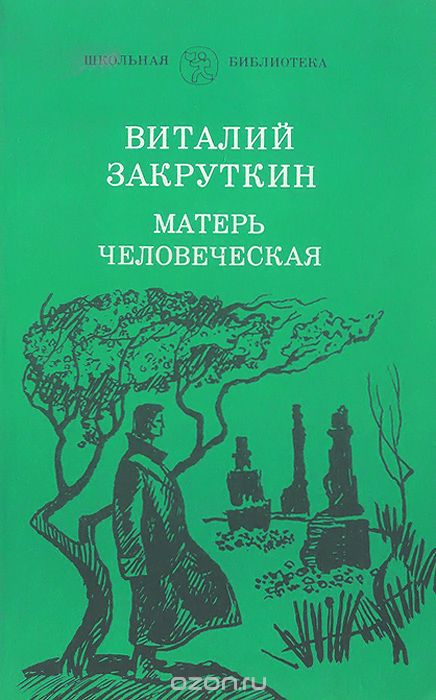 ШКОЛЬНАЯ БИБЛИОТЕКА
ВИТАЛИЙ
ЗАКРУТКИН
МАТЕРЬ
ЧЕЛОВЕЧЕСКАЯ
ozon.ru